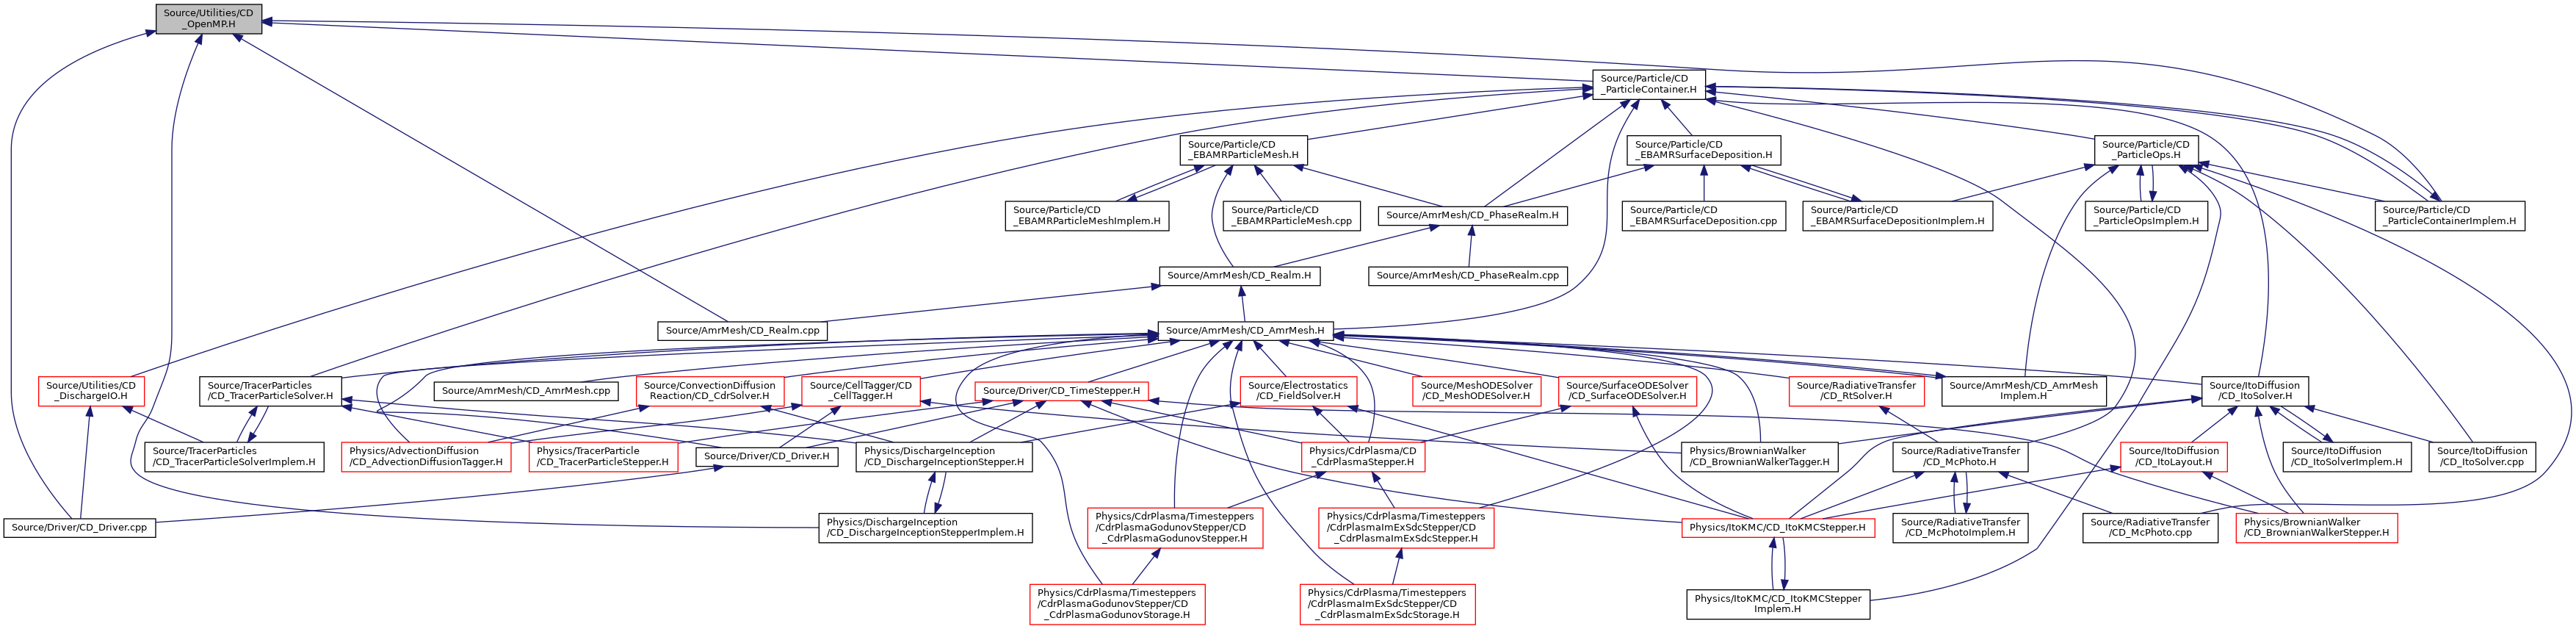 Source/Utilities/CD
_OpenMP.H
Source/Particle/CD
_ParticleContainer.H
Source/Particle/CD
_EBAMRParticleMesh.H
Source/Particle/CD
_EBAMRSurfaceDeposition.H
Source/Particle/CD
_ParticleOps.H
Source/Particle/CD
_EBAMRParticleMeshImplem.H
Source/Particle/CD
_EBAMRParticleMesh.cpp
Source/AmrMesh/CD_PhaseRealm.H
Source/Particle/CD
_EBAMRSurfaceDeposition.cpp
Source/Particle/CD
_EBAMRSurfaceDepositionImplem.H
Source/Particle/CD
_ParticleOpsImplem.H
Source/Particle/CD
_ParticleContainerImplem.H
Source/AmrMesh/CD_Realm.H
Source/AmrMesh/CD_PhaseRealm.cpp
Source/AmrMesh/CD_Realm.cpp
Source/AmrMesh/CD_AmrMesh.H
Source/Utilities/CD
_DischargeIO.H
Source/TracerParticles
/CD_TracerParticleSolver.H
Source/AmrMesh/CD_AmrMesh.cpp
Source/ConvectionDiffusion
Reaction/CD_CdrSolver.H
Source/CellTagger/CD
_CellTagger.H
Source/Driver/CD_TimeStepper.H
Source/Electrostatics
/CD_FieldSolver.H
Source/MeshODESolver
/CD_MeshODESolver.H
Source/SurfaceODESolver
/CD_SurfaceODESolver.H
Source/RadiativeTransfer
/CD_RtSolver.H
Source/AmrMesh/CD_AmrMesh
Implem.H
Source/ItoDiffusion
/CD_ItoSolver.H
Source/TracerParticles
/CD_TracerParticleSolverImplem.H
Physics/AdvectionDiffusion
/CD_AdvectionDiffusionTagger.H
Physics/TracerParticle
/CD_TracerParticleStepper.H
Source/Driver/CD_Driver.H
Physics/DischargeInception
/CD_DischargeInceptionStepper.H
Physics/CdrPlasma/CD
_CdrPlasmaStepper.H
Physics/BrownianWalker
/CD_BrownianWalkerTagger.H
Source/RadiativeTransfer
/CD_McPhoto.H
Source/ItoDiffusion
/CD_ItoLayout.H
Source/ItoDiffusion
/CD_ItoSolverImplem.H
Source/ItoDiffusion
/CD_ItoSolver.cpp
Source/Driver/CD_Driver.cpp
Physics/DischargeInception
/CD_DischargeInceptionStepperImplem.H
Physics/CdrPlasma/Timesteppers
/CdrPlasmaGodunovStepper/CD
_CdrPlasmaGodunovStepper.H
Physics/CdrPlasma/Timesteppers
/CdrPlasmaImExSdcStepper/CD
_CdrPlasmaImExSdcStepper.H
Physics/ItoKMC/CD_ItoKMCStepper.H
Source/RadiativeTransfer
/CD_McPhotoImplem.H
Source/RadiativeTransfer
/CD_McPhoto.cpp
Physics/BrownianWalker
/CD_BrownianWalkerStepper.H
Physics/CdrPlasma/Timesteppers
/CdrPlasmaGodunovStepper/CD
_CdrPlasmaGodunovStorage.H
Physics/CdrPlasma/Timesteppers
/CdrPlasmaImExSdcStepper/CD
_CdrPlasmaImExSdcStorage.H
Physics/ItoKMC/CD_ItoKMCStepper
Implem.H